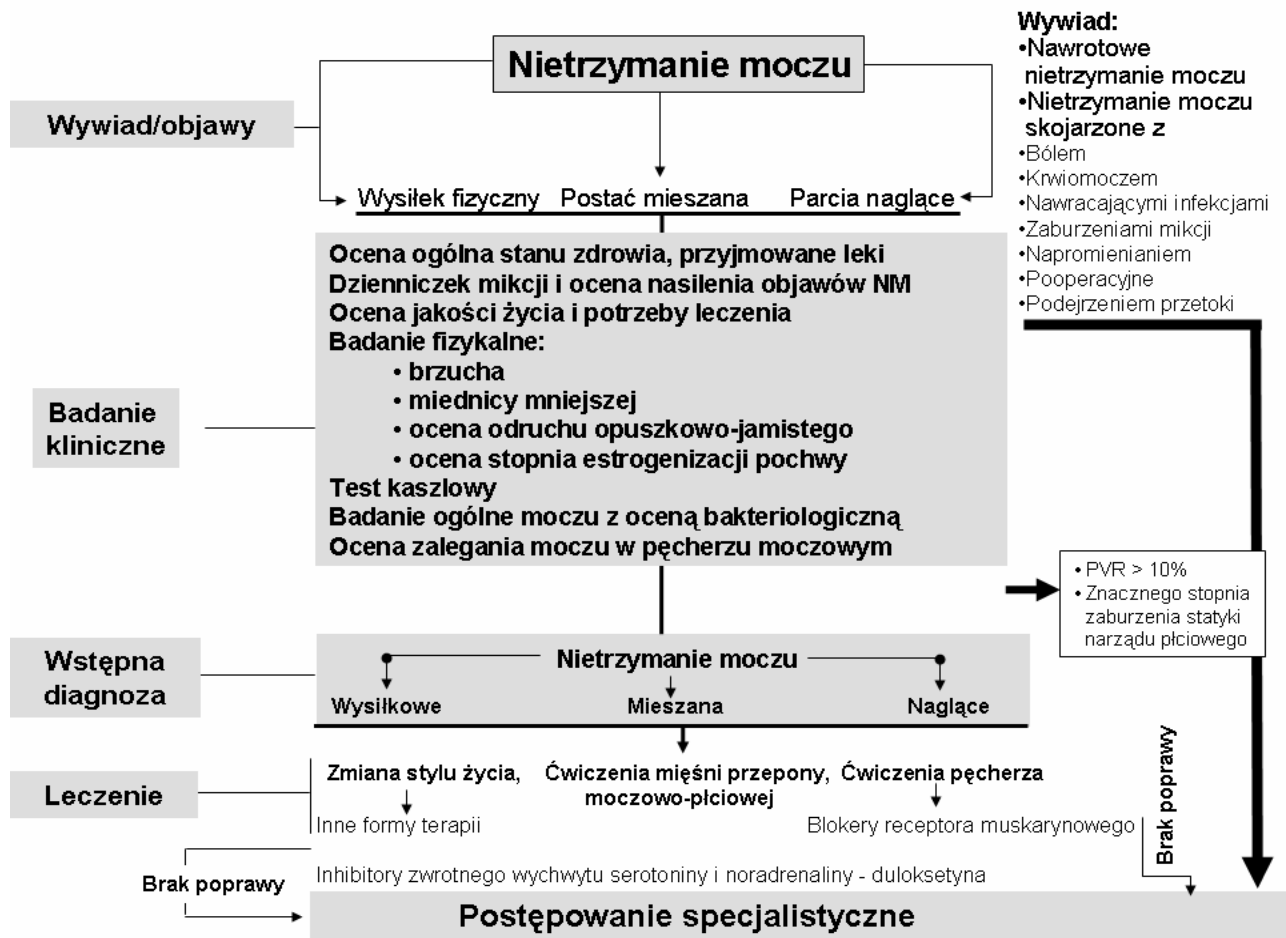 Nietrzymanie moczu
Wywiad/objawy
Wysiłek fizyczny
Postać mieszana
Parcia naglące
Wywiad:
•Nawrotowe
nietrzymanie moczu
•Nietrzymanie moczu
skojarzone z
•Bólem
•Krwiomoczem
•Nawracającymi infekcjami
•Zaburzeniami mikcji
•Napromienianiem
•Pooperacyjne
•Podejrzeniem przetoki
Badanie
kliniczne
Ocena ogólna stanu zdrowia, przyjmowane leki
Dzienniczek mikcji i ocena nasilenia objawów NM
Ocena jakości życia i potrzeby leczenia
Badanie fizykalne:
• brzucha
• miednicy mniejszej
• ocena odruchu opuszkowo-jamistego
• ocena stopnia estrogenizacji pochwy
Test kaszlowy
Badanie ogólne moczu z oceną bakteriologiczną
Ocena zalegania moczu w pęcherzu moczowym
• PVR > 10%
• Znacznego stopnia
zaburzenia statyki
narządu płciowego
Wstępna
diagnoza
Nietrzymanie moczu
Wysiłkowe
Mieszana
Naglące
Leczenie
Zmiana stylu życia,
Ćwiczenia mięśni przepony,
moczowo-płciowej
Ćwiczenia pęcherza
Inne formy terapii
Blokery receptora muskarynowego
Brak poprawy
Brak poprawy
Inhibitory zwrotnego wychwytu serotoniny i noradrenaliny - duloksetyna
Postępowanie specjalistyczne